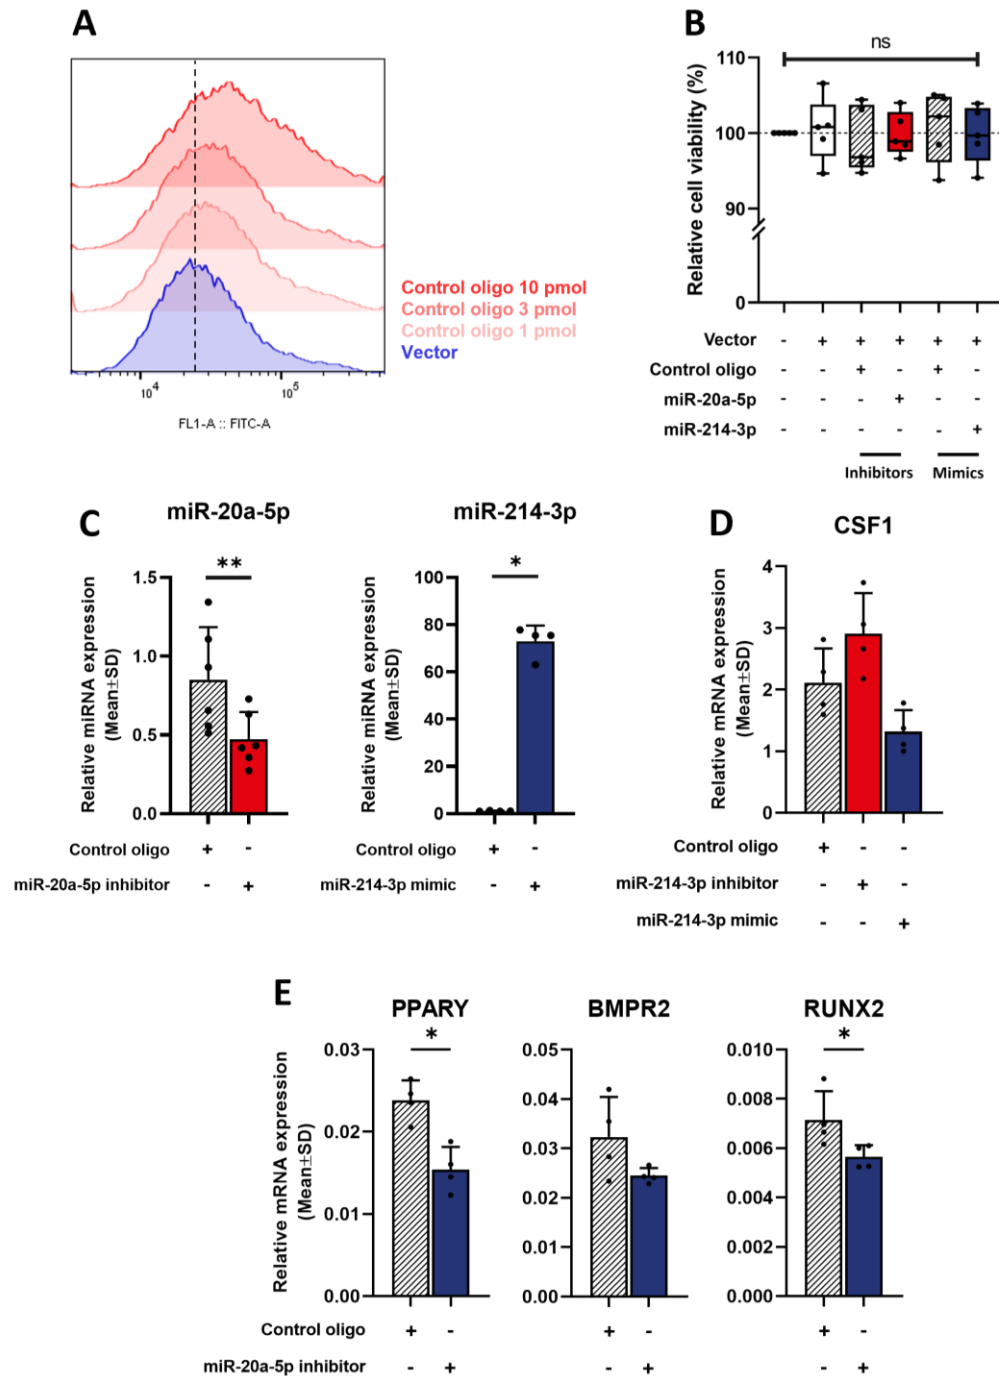 A
Control oligo 10 pmol
Control oligo 3 pmol
Control oligo 1 pmol
Vector
10^4
10^5
FL1-A :: FITC-A
B
ns
Relative cell viability (%)
110
100
90
0
Vector - + + + + +
Control oligo - - + - + -
miR-20a-5p - - - + - -
miR-214-3p - - - - - +
Inhibitors Mimics
C
miR-20a-5p
**
Relative miRNA expression
(Mean±SD)
1.5
1.0
0.5
0.0
Control oligo + -
miR-20a-5p inhibitor - +
miR-214-3p
*
Relative miRNA expression
(Mean±SD)
100
80
60
40
20
0
Control oligo + -
miR-214-3p mimic - +
D
CSF1
Relative mRNA expression
(Mean±SD)
4
3
2
1
0
Control oligo + - -
miR-214-3p inhibitor - + -
miR-214-3p mimic - - +
E
PPARY
*
Relative mRNA expression
(Mean±SD)
0.03
0.02
0.01
0.00
BMPR2
0.05
0.04
0.03
0.02
0.01
0.00
RUNX2
*
0.010
0.008
0.006
0.004
0.002
0.000
Control oligo + - + - + -
miR-20a-5p inhibitor - + - + - +